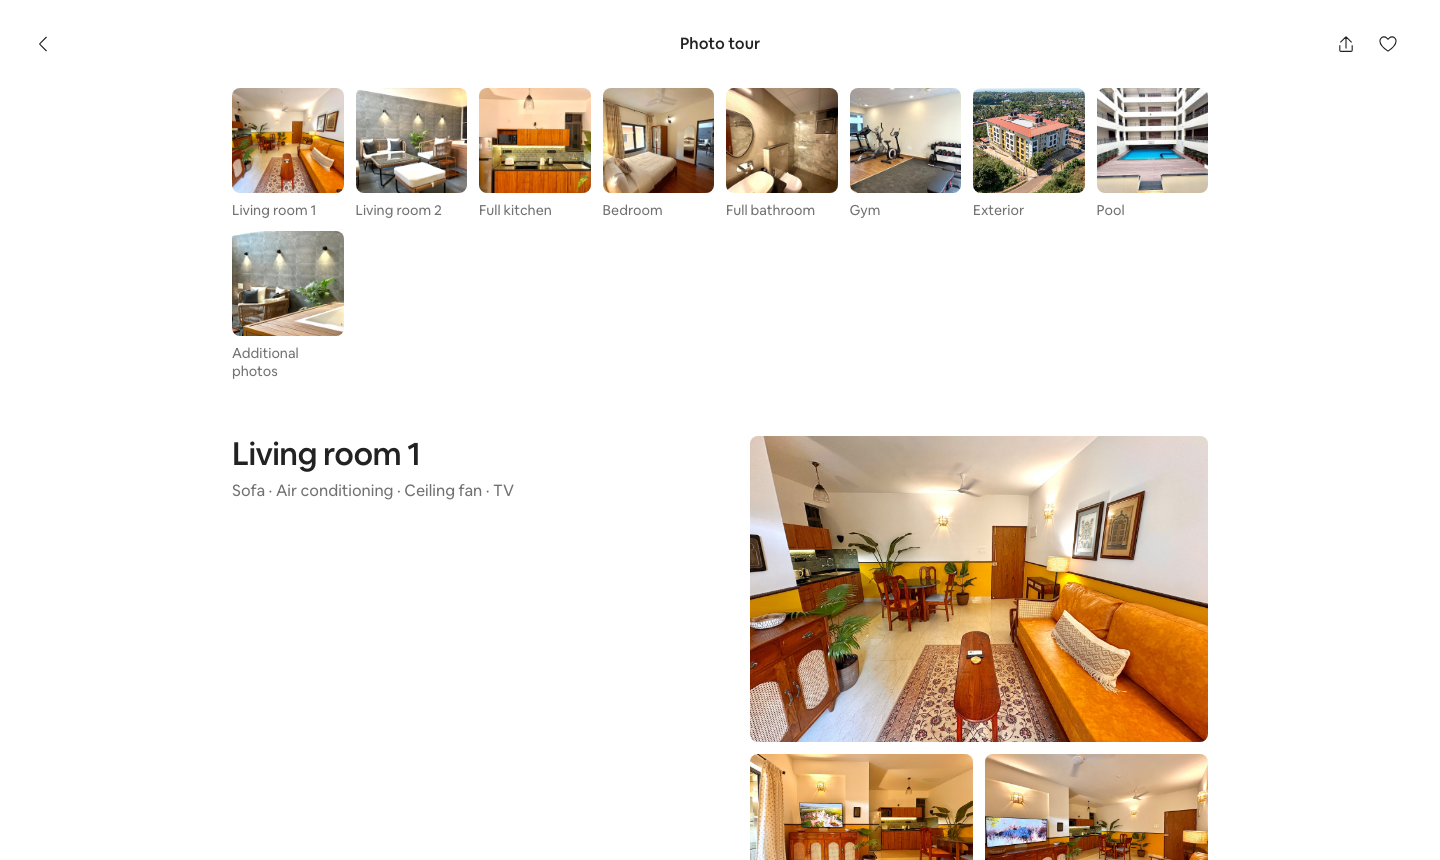 Photo tour
Living room 1
Living room 2
Full kitchen
Bedroom
Full bathroom
Gym
Exterior
Pool
Additional
photos
Living room 1
Sofa · Air conditioning · Ceiling fan · TV